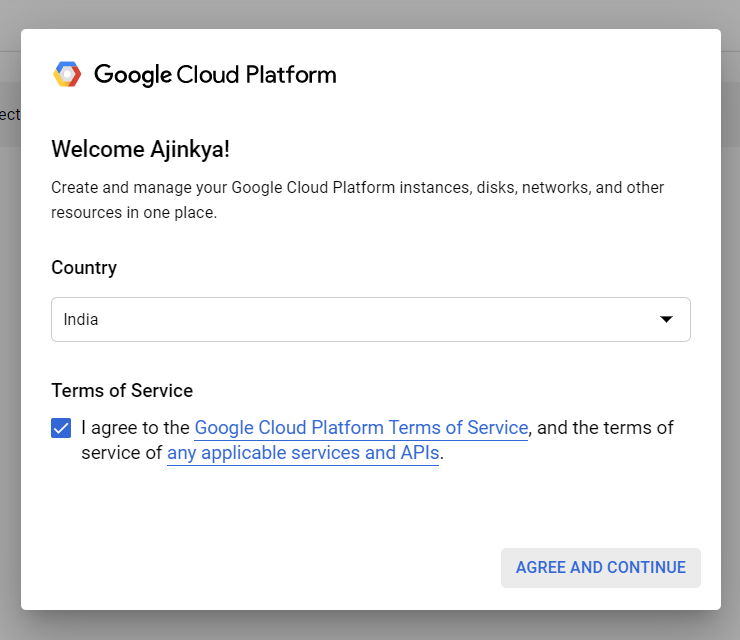 Google Cloud Platform
ect
Welcome Ajinkya!
Create and manage your Google Cloud Platform instances, disks, networks, and other
resources in one place.
Country
India
Terms of Service
I agree to the Google Cloud Platform Terms of Service, and the terms of
service of any applicable services and APIs.
AGREE AND CONTINUE